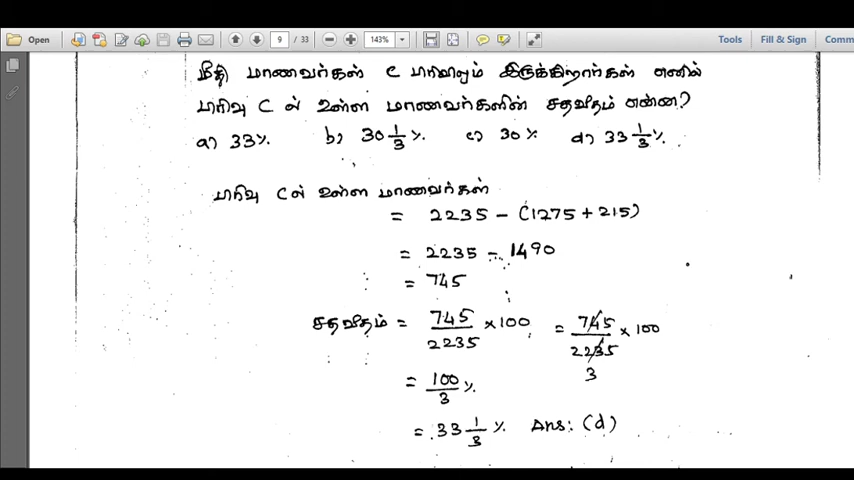 Open 9 / 33 143% Tools Fill & Sign Comm
மீதி மாணவர்கள் C பிரிவிலும் இருக்கிறார்கள் எனில்
பிரிவு C ல் உள்ள மாணவர்களின் சதவீதம் என்ன?
a) 33% b) 30 1/3 % c) 30 % d) 33 1/3 %.
பிரிவு Cல் உள்ள மாணவர்கள்
= 2235 - (1275 + 215)
= 2235 - 1490
= 745
சதவீதம் = 745/2235 × 100 = 745/2235 × 100
3
= 100/3 %.
= 33 1/3 %. Ans: (d)